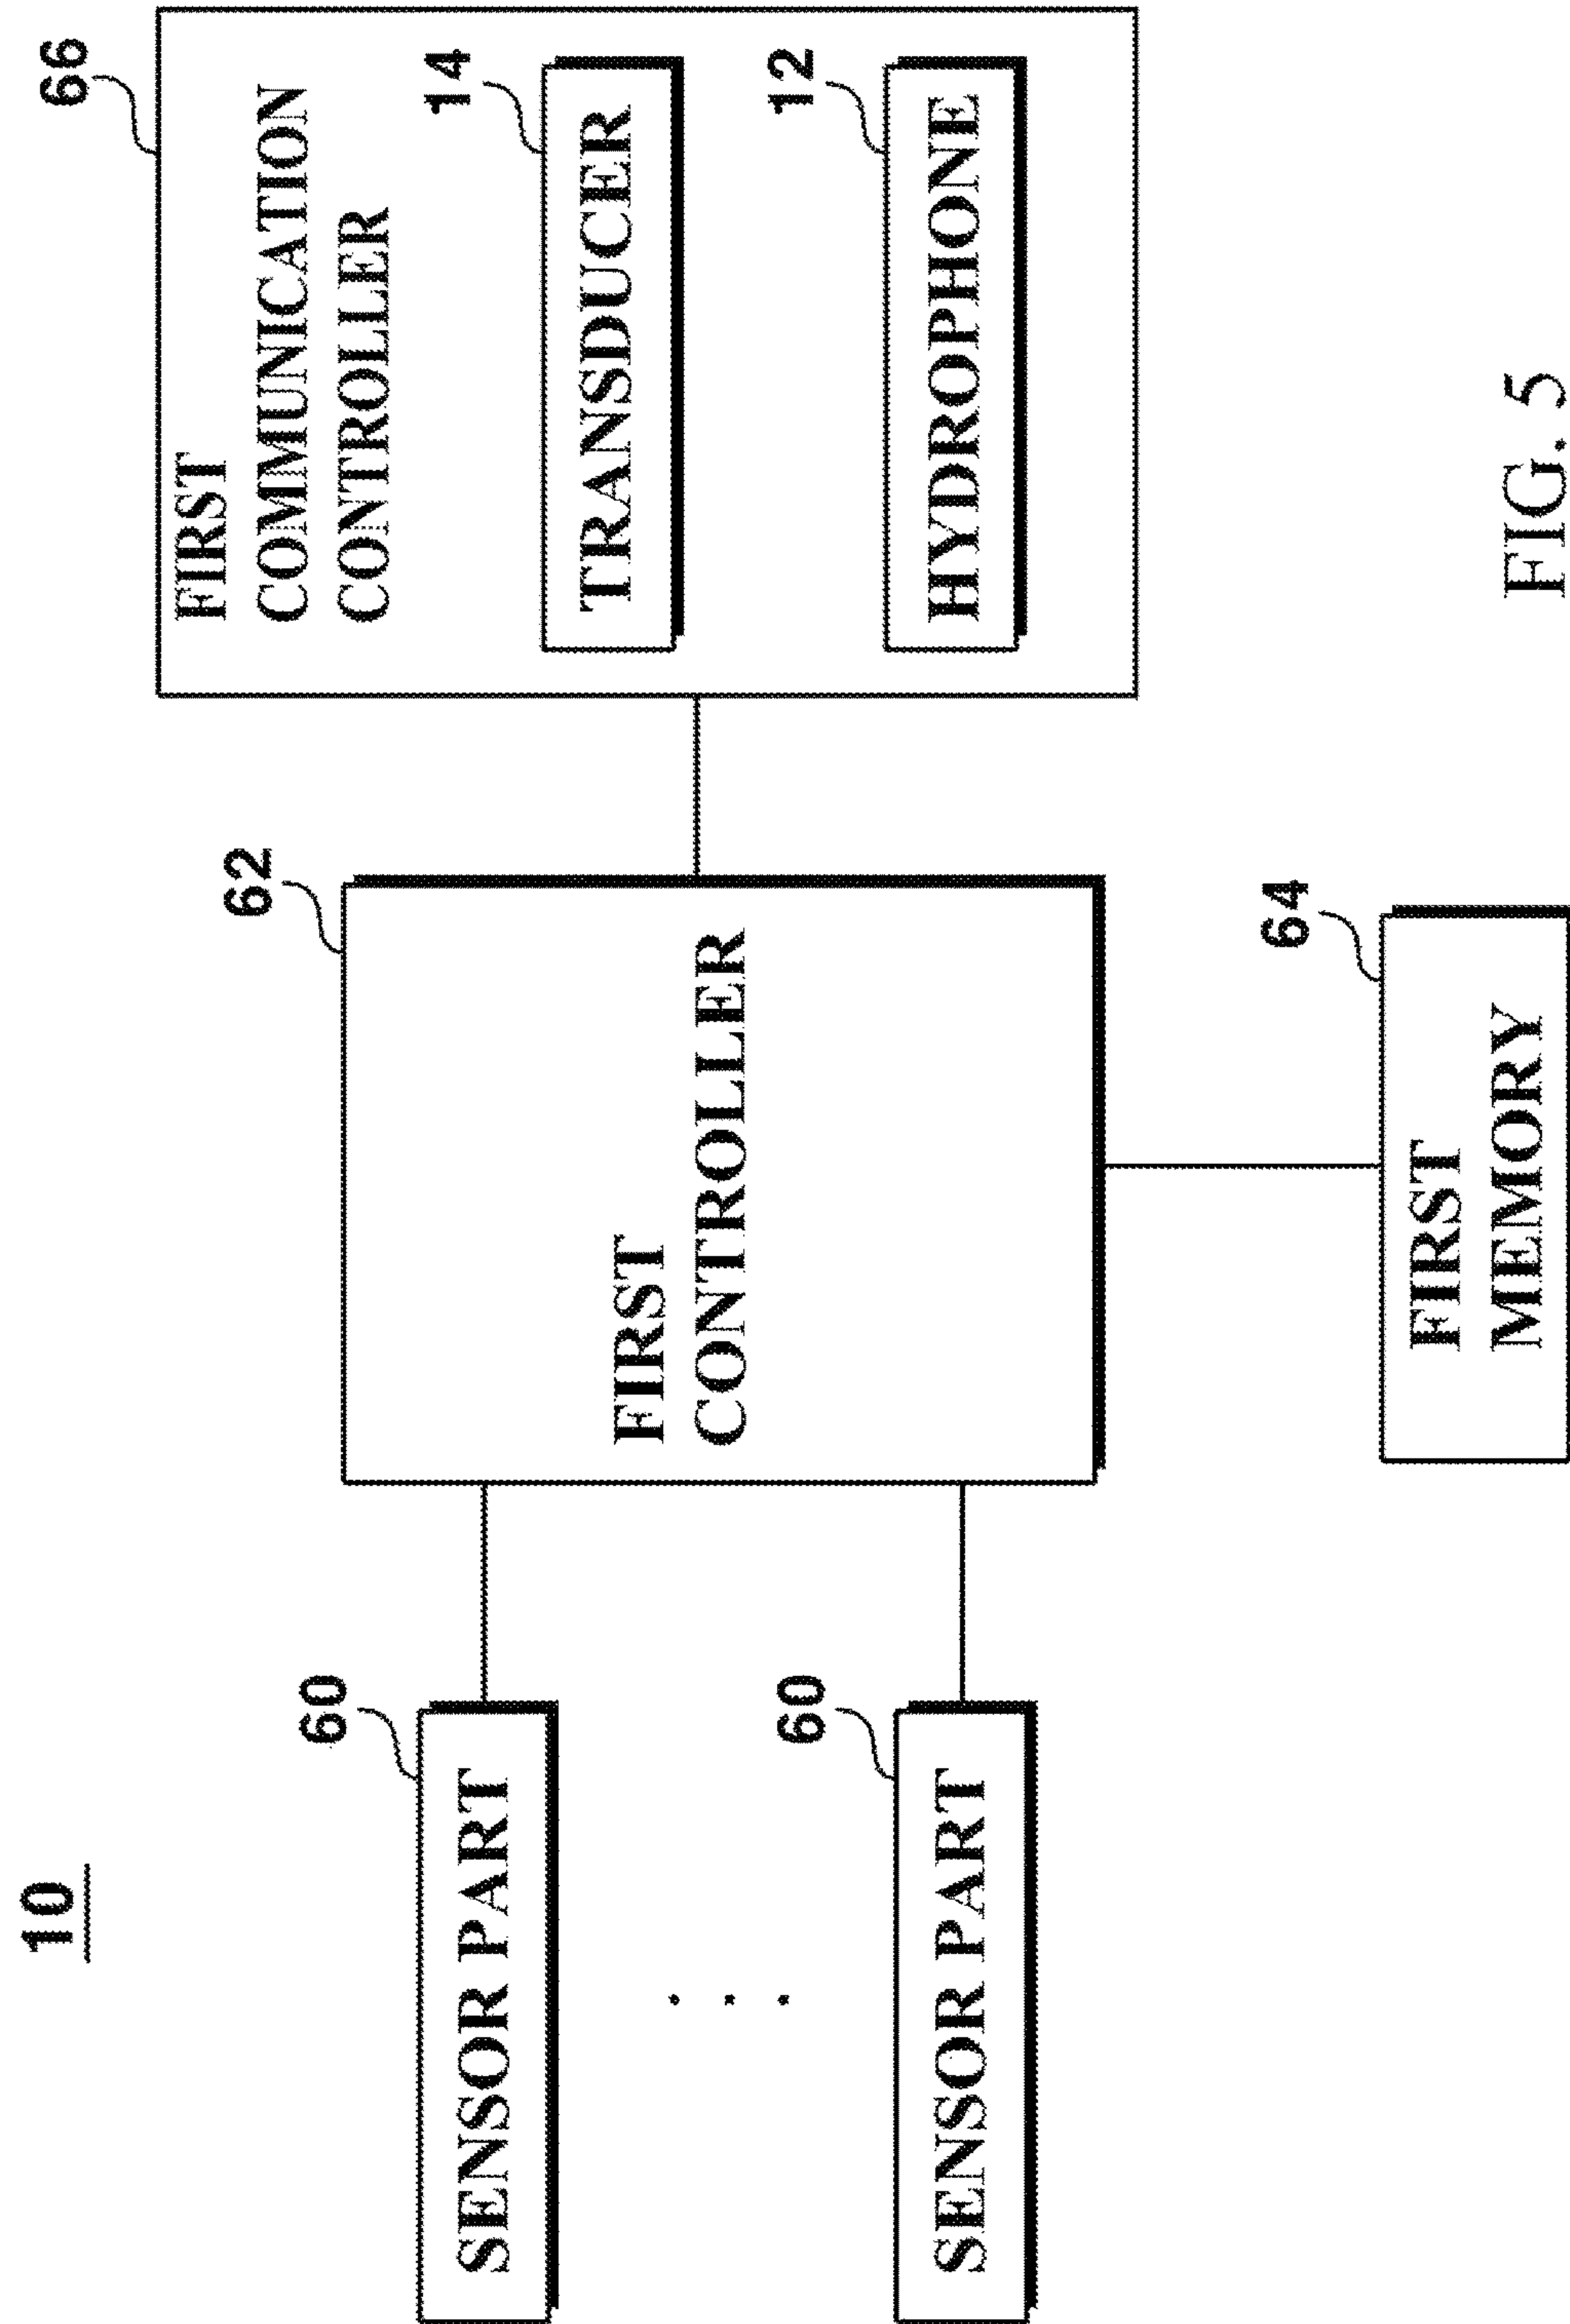 10
60
SENSOR PART
. . .
60
SENSOR PART
62
FIRST
CONTROLLER
64
FIRST
MEMORY
66
FIRST
COMMUNICATION
CONTROLLER
14
TRANSDUCER
12
HYDROPHONE
FIG. 5